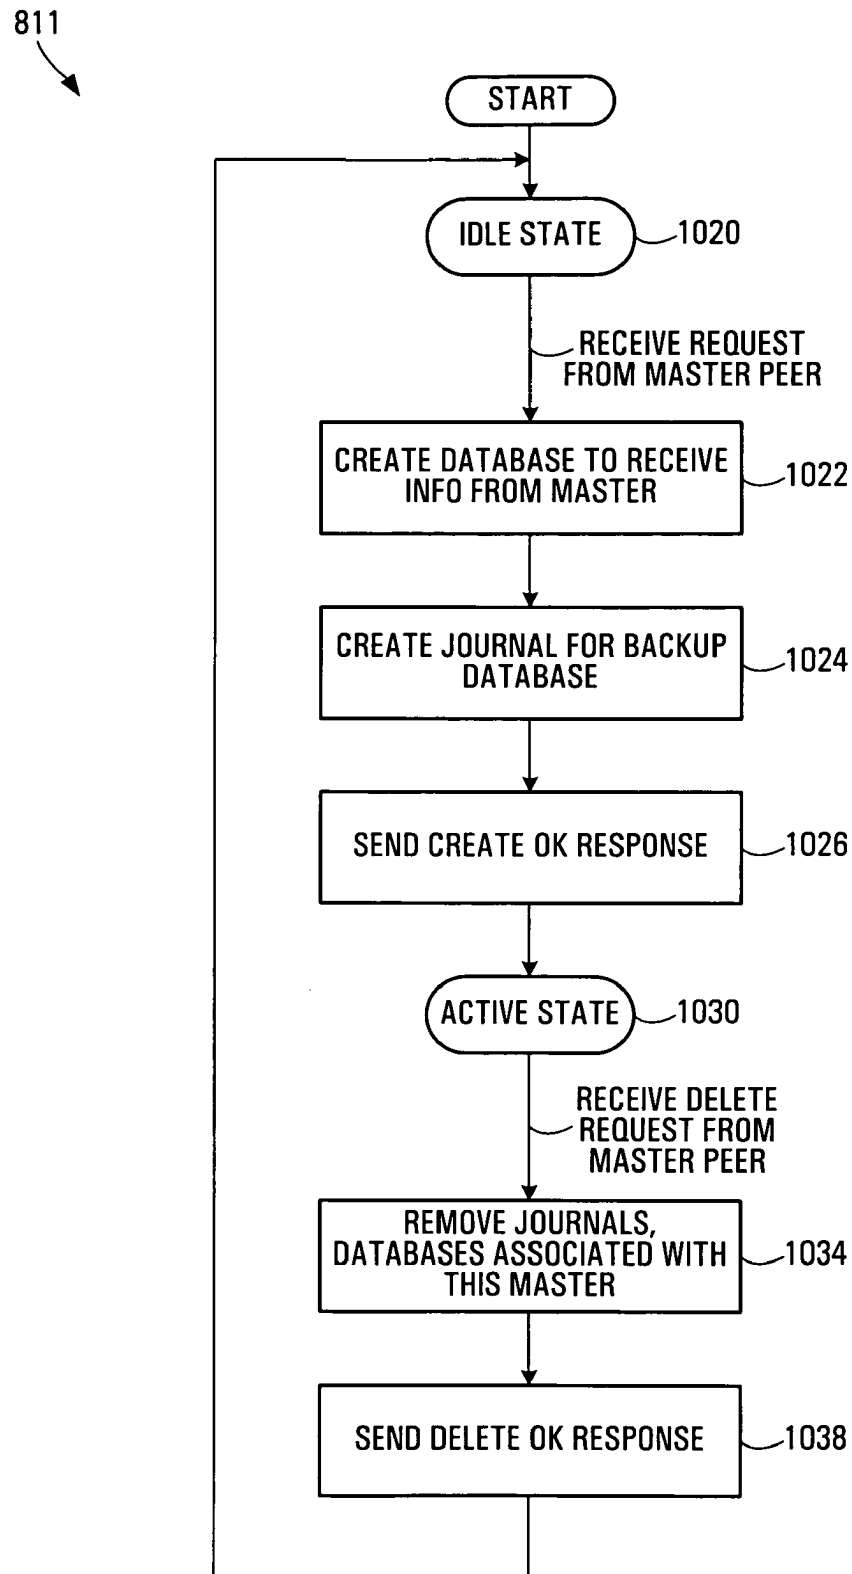 811
START
IDLE STATE
1020
RECEIVE REQUEST
FROM MASTER PEER
CREATE DATABASE TO RECEIVE
INFO FROM MASTER
1022
CREATE JOURNAL FOR BACKUP
DATABASE
1024
SEND CREATE OK RESPONSE
1026
ACTIVE STATE
1030
RECEIVE DELETE
REQUEST FROM
MASTER PEER
REMOVE JOURNALS,
DATABASES ASSOCIATED WITH
THIS MASTER
1034
SEND DELETE OK RESPONSE
1038